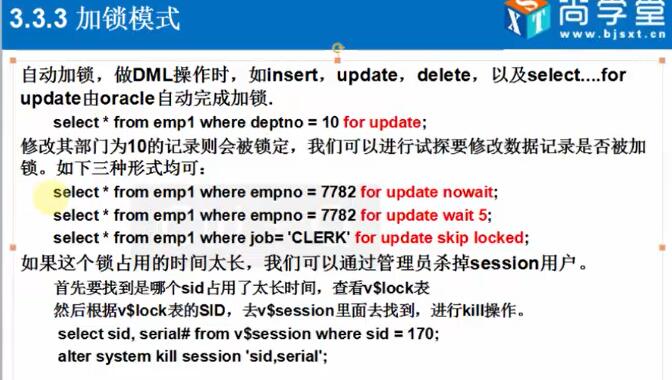 3.3.3 加锁模式
尚学堂
SXT
www.bjsxt.cn
自动加锁，做DML操作时，如insert，update，delete，以及select....for
update由oracle自动完成加锁.
select * from emp1 where deptno = 10 for update;
修改其部门为10的记录则会被锁定，我们可以进行试探要修改数据记录是否被加
锁。如下三种形式均可：
select * from emp1 where empno = 7782 for update nowait;
select * from emp1 where empno = 7782 for update wait 5;
select * from emp1 where job= 'CLERK' for update skip locked;
如果这个锁占用的时间太长，我们可以通过管理员杀掉session用户。
首先要找到是哪个sid占用了太长时间，查看v$lock表
然后根据v$lock表的SID，去v$session里面去找到，进行kill操作。
select sid, serial# from v$session where sid = 170;
alter system kill session 'sid,serial';